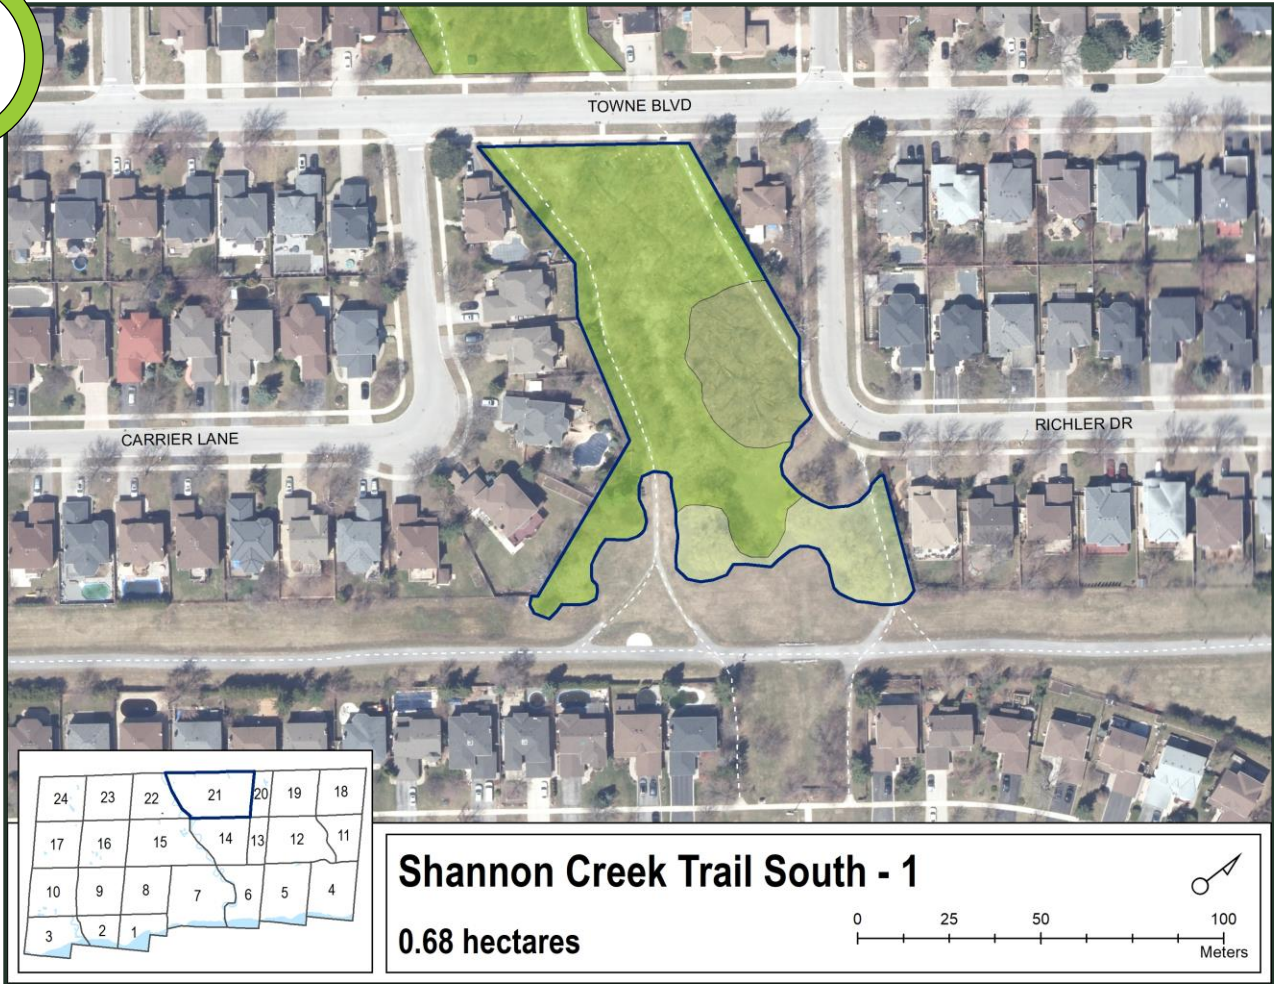 TOWNE BLVD
CARRIER LANE
RICHLER DR
24 23 22 21 20 19 18
17 16 15 14 13 12 11
10 9 8 7 6 5 4
3 2 1
Shannon Creek Trail South - 1
0.68 hectares
0 25 50 100
Meters